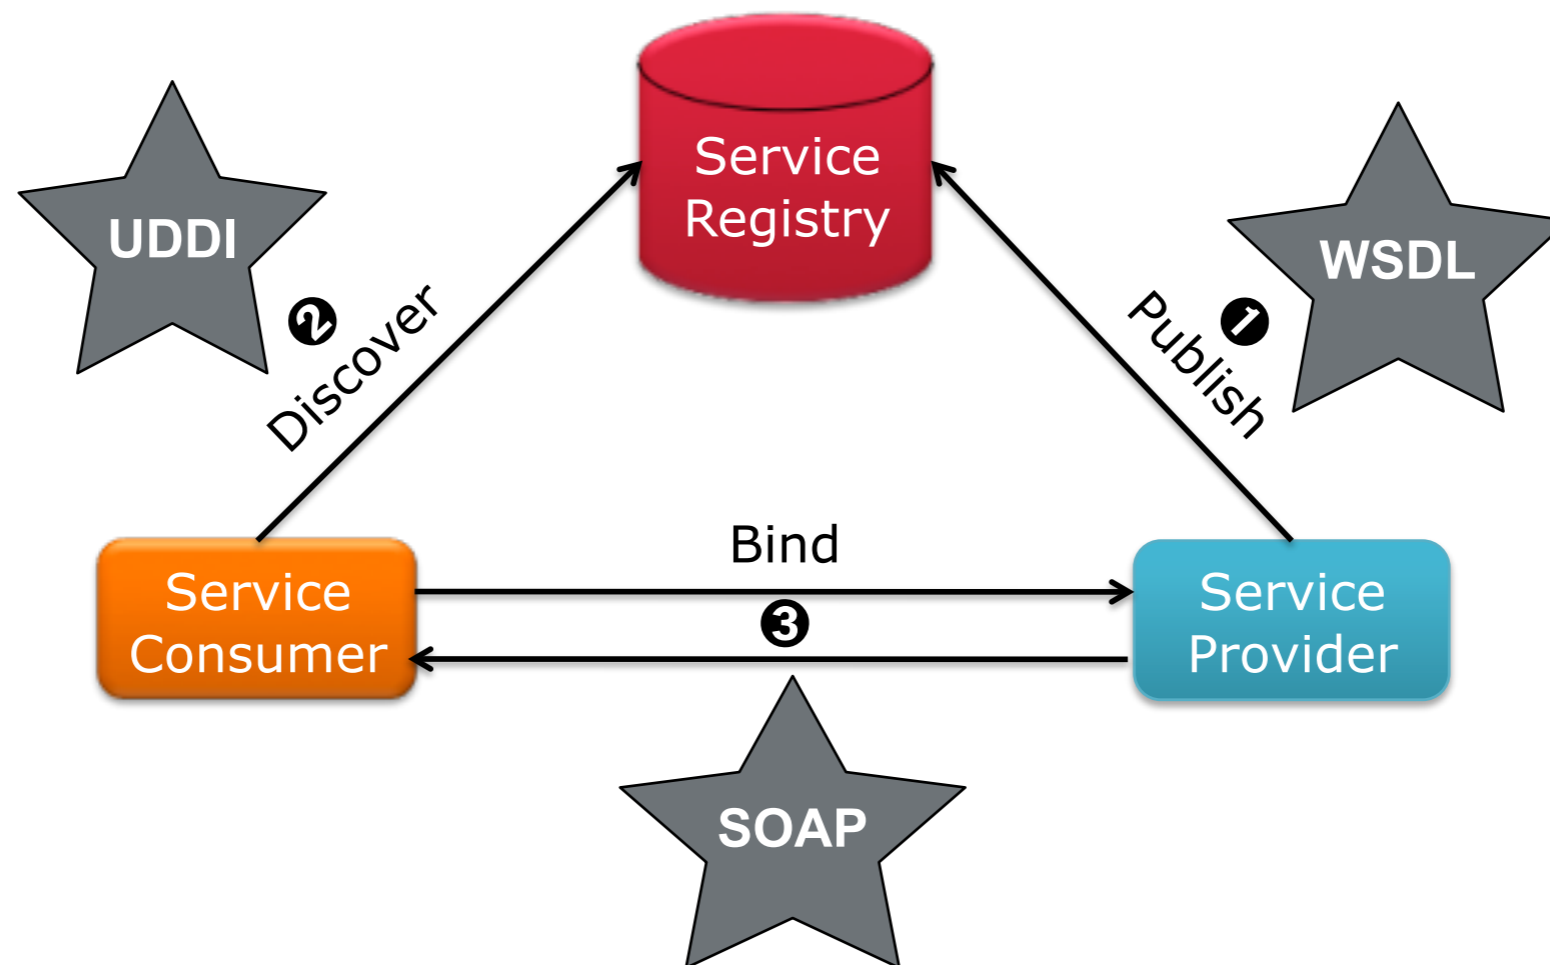 Service
Registry
UDDI
WSDL
❷
Discover
❶
Publish
Bind
❸
Service
Consumer
Service
Provider
SOAP